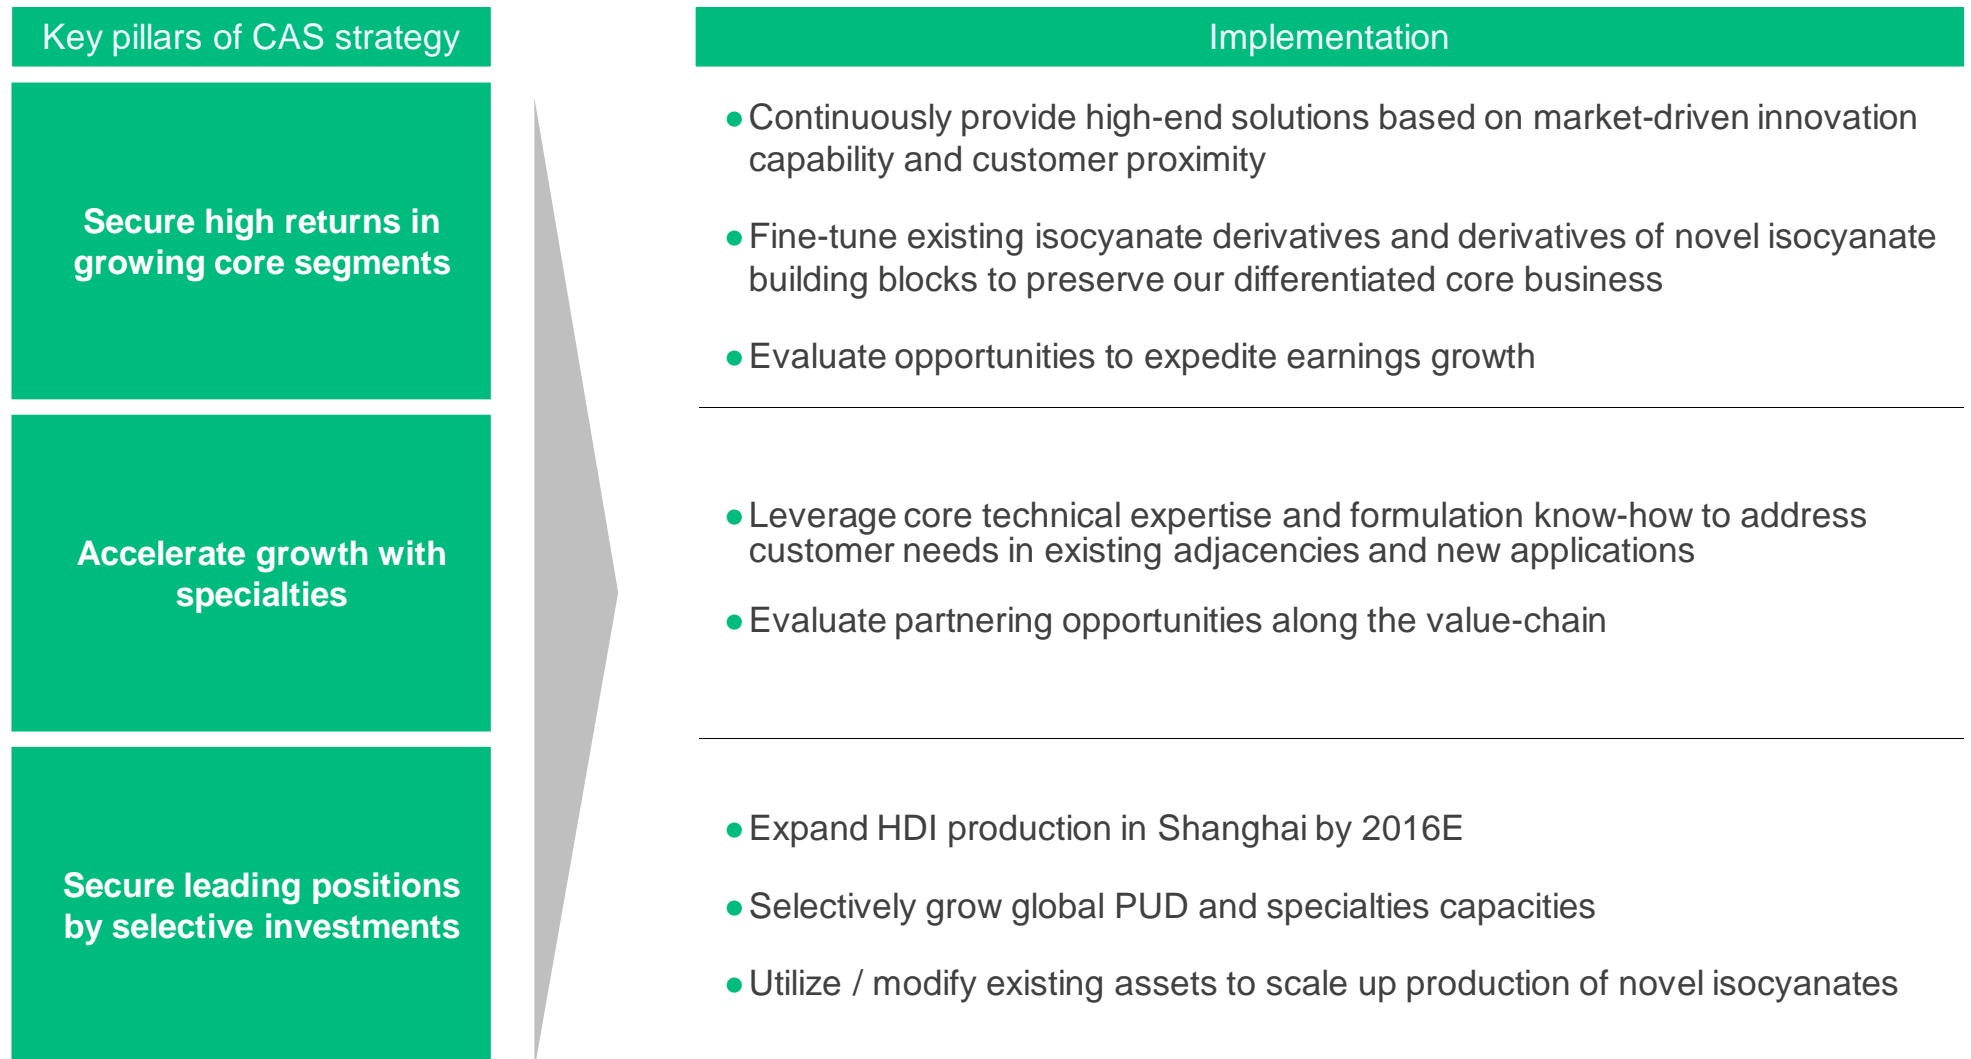 Key pillars of CAS strategy
Implementation
Secure high returns in
growing core segments
● Continuously provide high-end solutions based on market-driven innovation
capability and customer proximity
● Fine-tune existing isocyanate derivatives and derivatives of novel isocyanate
building blocks to preserve our differentiated core business
● Evaluate opportunities to expedite earnings growth
Accelerate growth with
specialties
● Leverage core technical expertise and formulation know-how to address
customer needs in existing adjacencies and new applications
● Evaluate partnering opportunities along the value-chain
Secure leading positions
by selective investments
● Expand HDI production in Shanghai by 2016E
● Selectively grow global PUD and specialties capacities
● Utilize / modify existing assets to scale up production of novel isocyanates